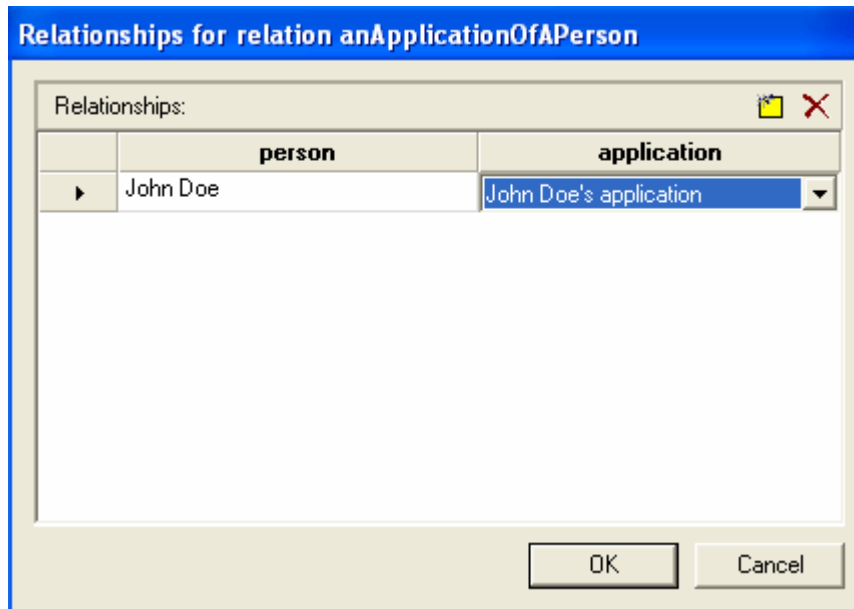 Relationships for relation anApplicationOfAPerson
Relationships:
person application
John Doe John Doe's application
OK Cancel